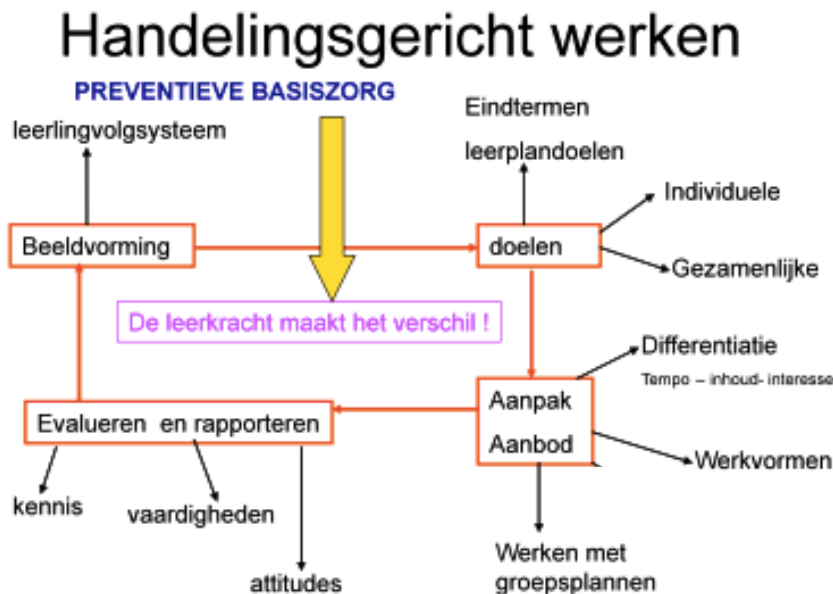 Handelingsgericht werken
PREVENTIEVE BASISZORG
leerlingvolgsysteem
Eindtermen
leerplandoelen
Individuele
Beeldvorming
doelen
Gezamenlijke
De leerkracht maakt het verschil !
Differentiatie
Tempo – inhoud- interesse
Aanpak
Aanbod
Evalueren en rapporteren
Werkvormen
kennis
vaardigheden
attitudes
Werken met
groepsplannen